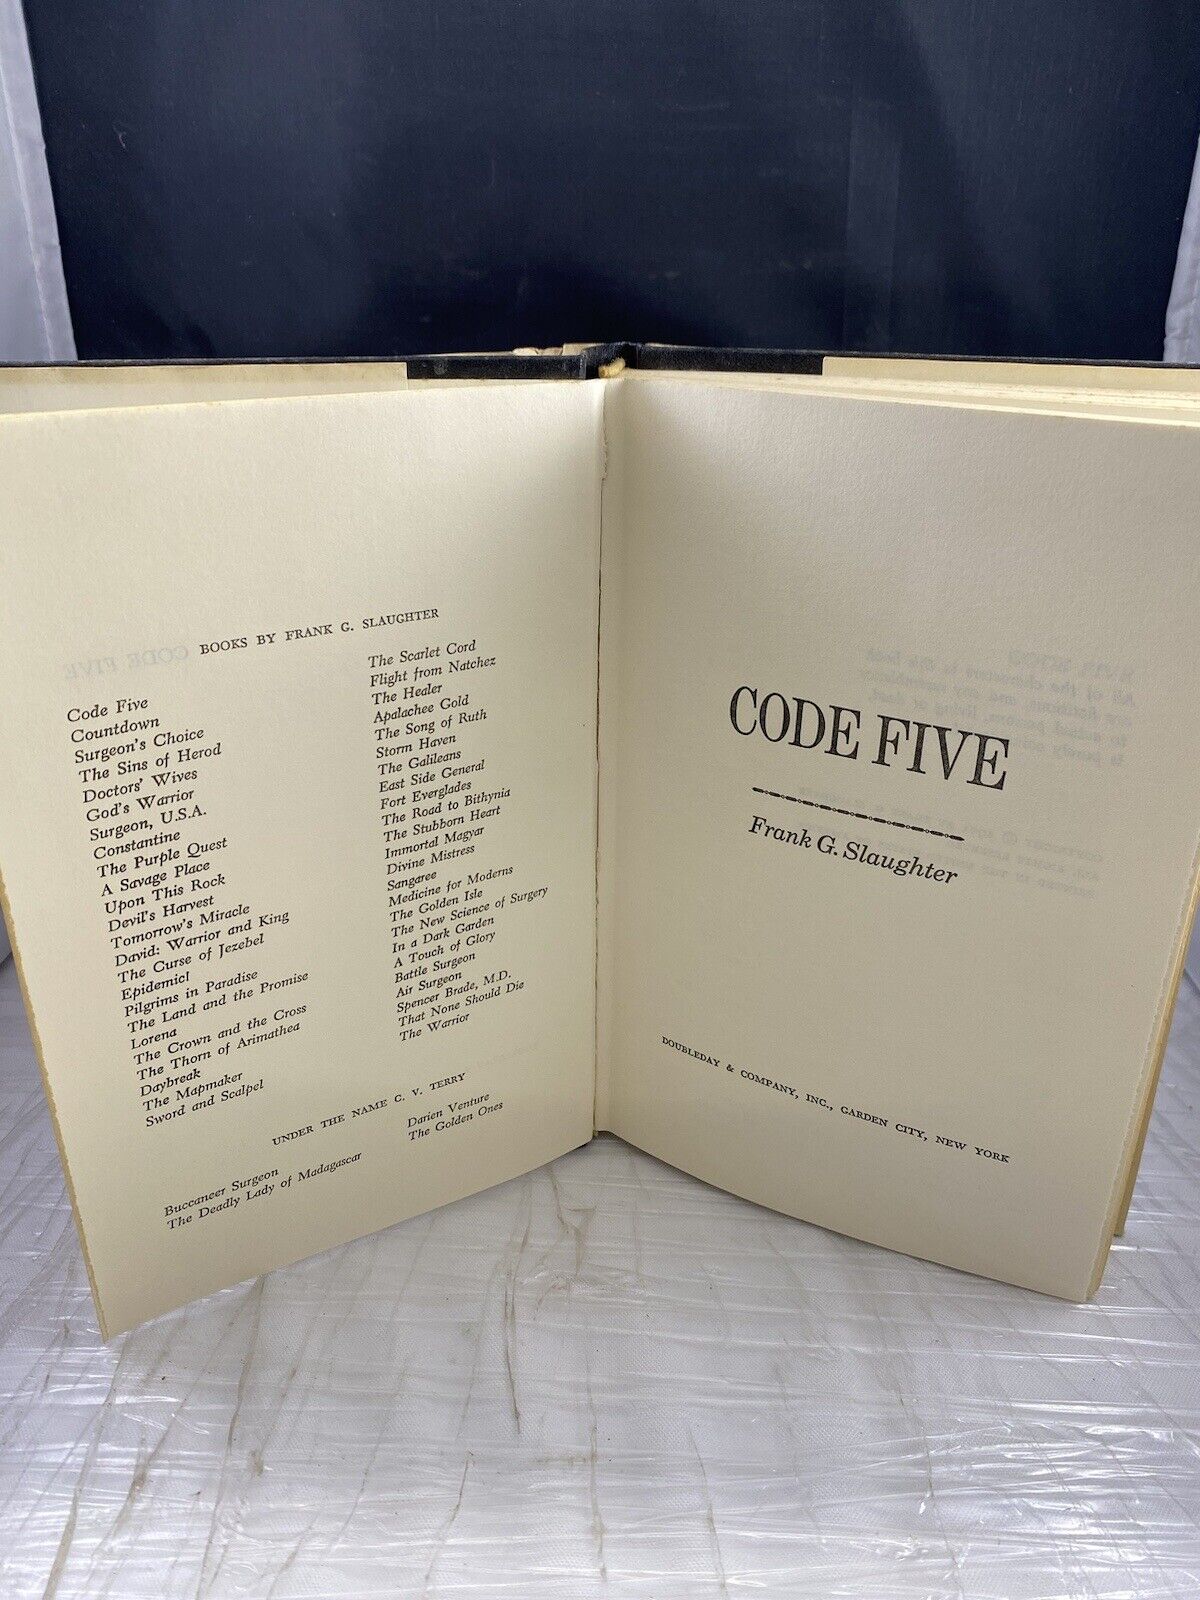 BOOKS BY FRANK G. SLAUGHTER
Code Five
Countdown
Surgeon's Choice
The Sins of Herod
Doctors' Wives
God's Warrior
Surgeon, U.S.A.
Constantine
The Purple Quest
A Savage Place
Upon This Rock
Devil's Harvest
Tomorrow's Miracle
David: Warrior and King
The Curse of Jezebel
Epidemic!
Pilgrims in Paradise
The Land and the Promise
Lorena
The Crown and the Cross
The Thorn of Arimathea
Daybreak
The Mapmaker
Sword and Scalpel
The Scarlet Cord
Flight from Natchez
The Healer
Apalachee Gold
The Song of Ruth
Storm Haven
The Galileans
East Side General
Fort Everglades
The Road to Bithynia
The Stubborn Heart
Immortal Magyar
Divine Mistress
Sangaree
Medicine for Moderns
The Golden Isle
The New Science of Surgery
In a Dark Garden
A Touch of Glory
Battle Surgeon
Air Surgeon
Spencer Brade, M.D.
That None Should Die
The Warrior
UNDER THE NAME C. V. TERRY
Buccaneer Surgeon
The Deadly Lady of Madagascar
Darien Venture
The Golden Ones
CODE FIVE
Frank G. Slaughter
DOUBLEDAY & COMPANY, INC., GARDEN CITY, NEW YORK